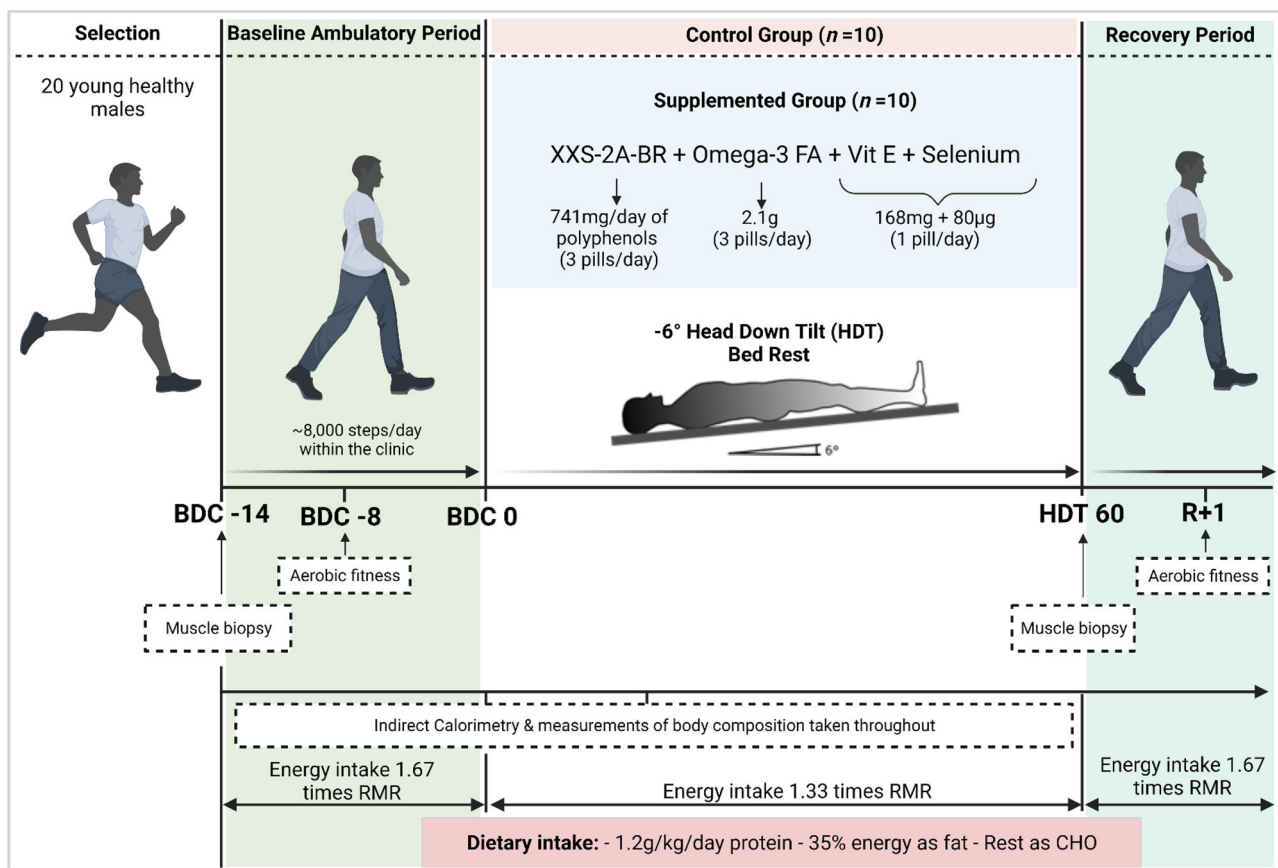 Selection
Baseline Ambulatory Period
Control Group (n =10)
Recovery Period
20 young healthy
males
Supplemented Group (n =10)
XXS-2A-BR + Omega-3 FA + Vit E + Selenium
741mg/day of
polyphenols
(3 pills/day)
2.1g
(3 pills/day)
168mg + 80µg
(1 pill/day)
-6° Head Down Tilt (HDT)
Bed Rest
6°
~8,000 steps/day
within the clinic
BDC -14
BDC -8
BDC 0
HDT 60
R+1
Aerobic fitness
Aerobic fitness
Muscle biopsy
Muscle biopsy
Indirect Calorimetry & measurements of body composition taken throughout
Energy intake 1.67
times RMR
Energy intake 1.33 times RMR
Energy intake 1.67
times RMR
Dietary intake: - 1.2g/kg/day protein - 35% energy as fat - Rest as CHO